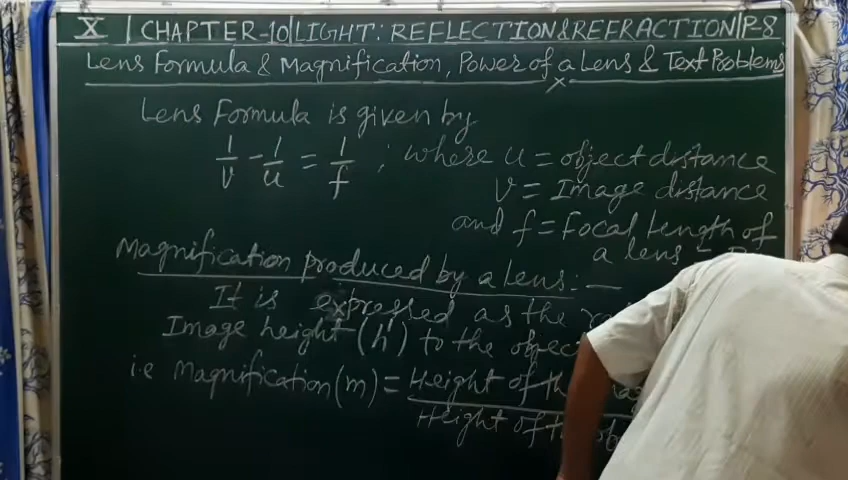 X | CHAPTER-10|LIGHT: REFLECTION&REFRACTION|P-8
Lens Formula & Magnification, Power of a Lens & Text Problems
Lens Formula is given by
1/v - 1/u = 1/f ; where u = object distance
v = Image distance
and f = Focal Length of
a lens
Magnification produced by a lens: —
It is expressed as the
Image height (h') to the
i.e Magnification (m) = Height of
Height of